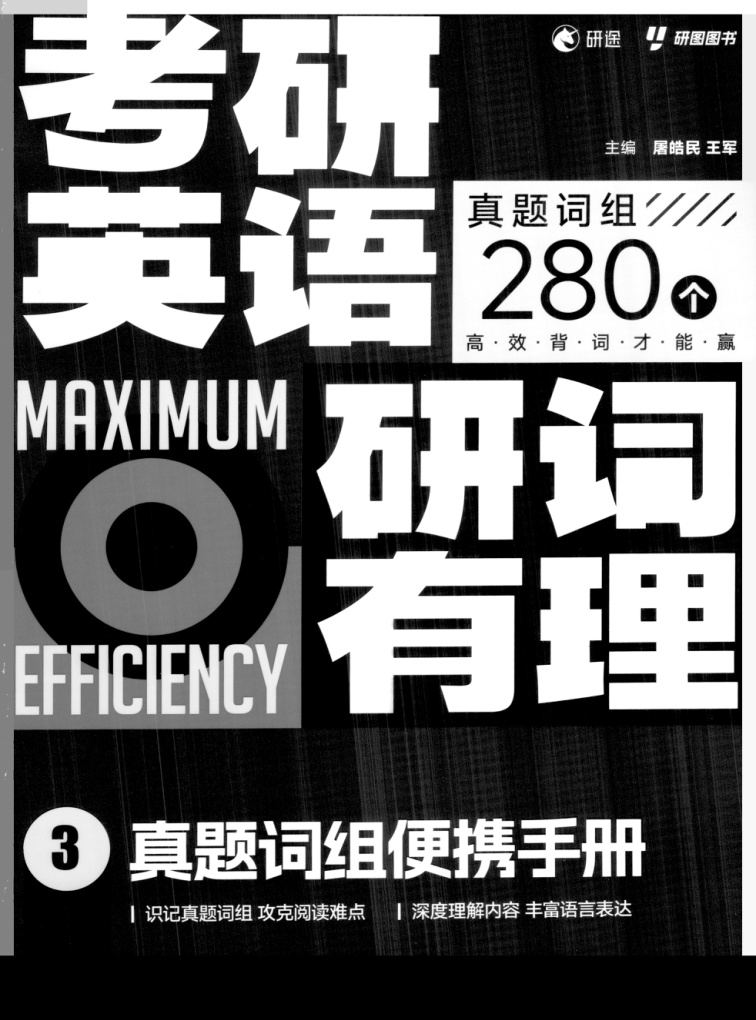 研途 研图图书
主编 屠皓民 王军
考研
英语
真题词组
280个
高·效·背·词·才·能·赢
MAXIMUM
EFFICIENCY
研词
有理
3 真题词组便携手册
识记真题词组 攻克阅读难点 深度理解内容 丰富语言表达